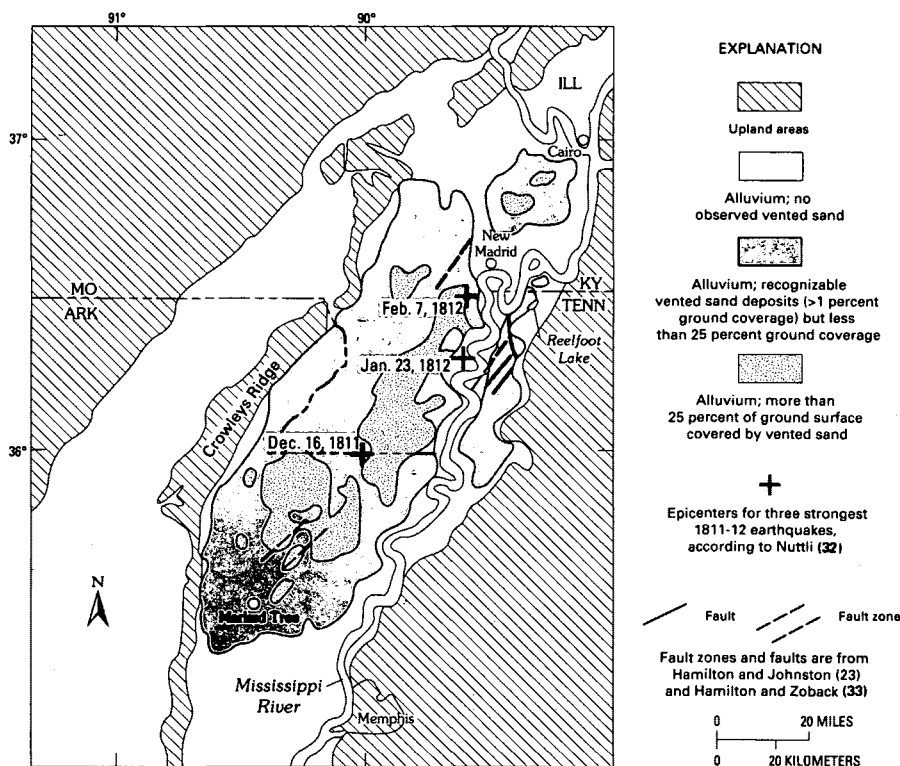 91°
90°
37°
36°
ILL
Cairo
New
Madrid
MO
ARK
KY
TENN
Feb. 7, 1812
Reelfoot
Lake
Jan. 23, 1812
Crowleys Ridge
Dec. 16, 1811
N
Marked Tree
Mississippi
River
Memphis
EXPLANATION
Upland areas
Alluvium; no
observed vented sand
Alluvium; recognizable
vented sand deposits (>1 percent
ground coverage) but less
than 25 percent ground coverage
Alluvium; more than
25 percent of ground surface
covered by vented sand
Epicenters for three strongest
1811-12 earthquakes,
according to Nuttli (32)
Fault
Fault zone
Fault zones and faults are from
Hamilton and Johnston (23)
and Hamilton and Zoback (33)
0 20 MILES
0 20 KILOMETERS